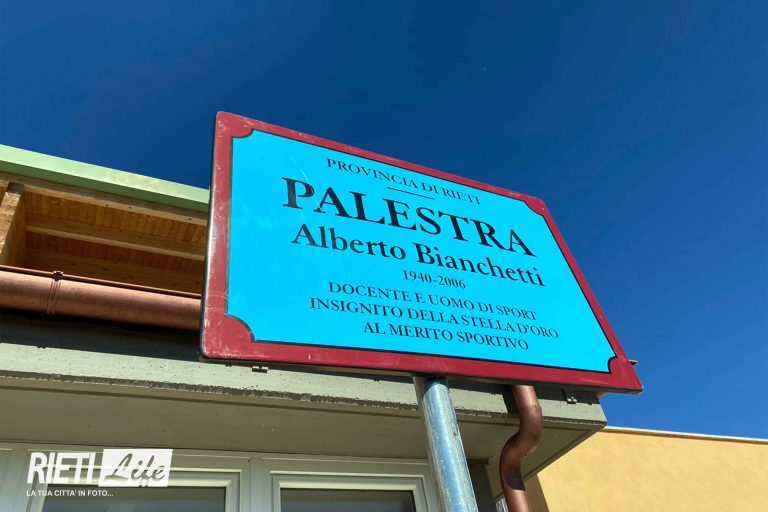 PROVINCIA DI RIETI
PALESTRA
Alberto Bianchetti
1940-2006
DOCENTE E UOMO DI SPORT
INSIGNITO DELLA STELLA D'ORO
AL MERITO SPORTIVO
RIETI Life
LA TUA CITTA' IN FOTO...